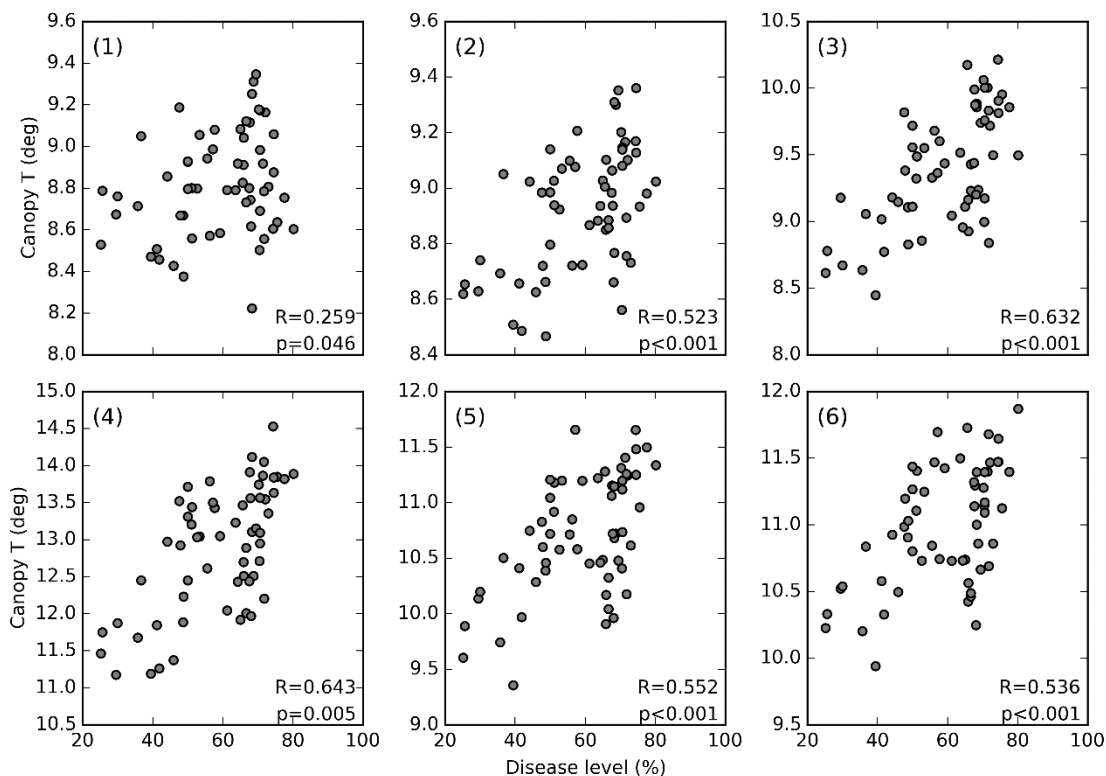 9.6
9.4
9.2
9.0
8.8
8.6
8.4
8.2
8.0
Canopy T (deg)
(1)
R=0.259
p=0.046
9.6
9.4
9.2
9.0
8.8
8.6
8.4
(2)
R=0.523
p<0.001
10.5
10.0
9.5
9.0
8.5
8.0
(3)
R=0.632
p<0.001
15.0
14.5
14.0
13.5
13.0
12.5
12.0
11.5
11.0
10.5
Canopy T (deg)
(4)
R=0.643
p=0.005
20 40 60 80 100
12.0
11.5
11.0
10.5
10.0
9.5
9.0
(5)
R=0.552
p<0.001
20 40 60 80 100
Disease level (%)
12.0
11.5
11.0
10.5
10.0
9.5
(6)
R=0.536
p<0.001
20 40 60 80 100